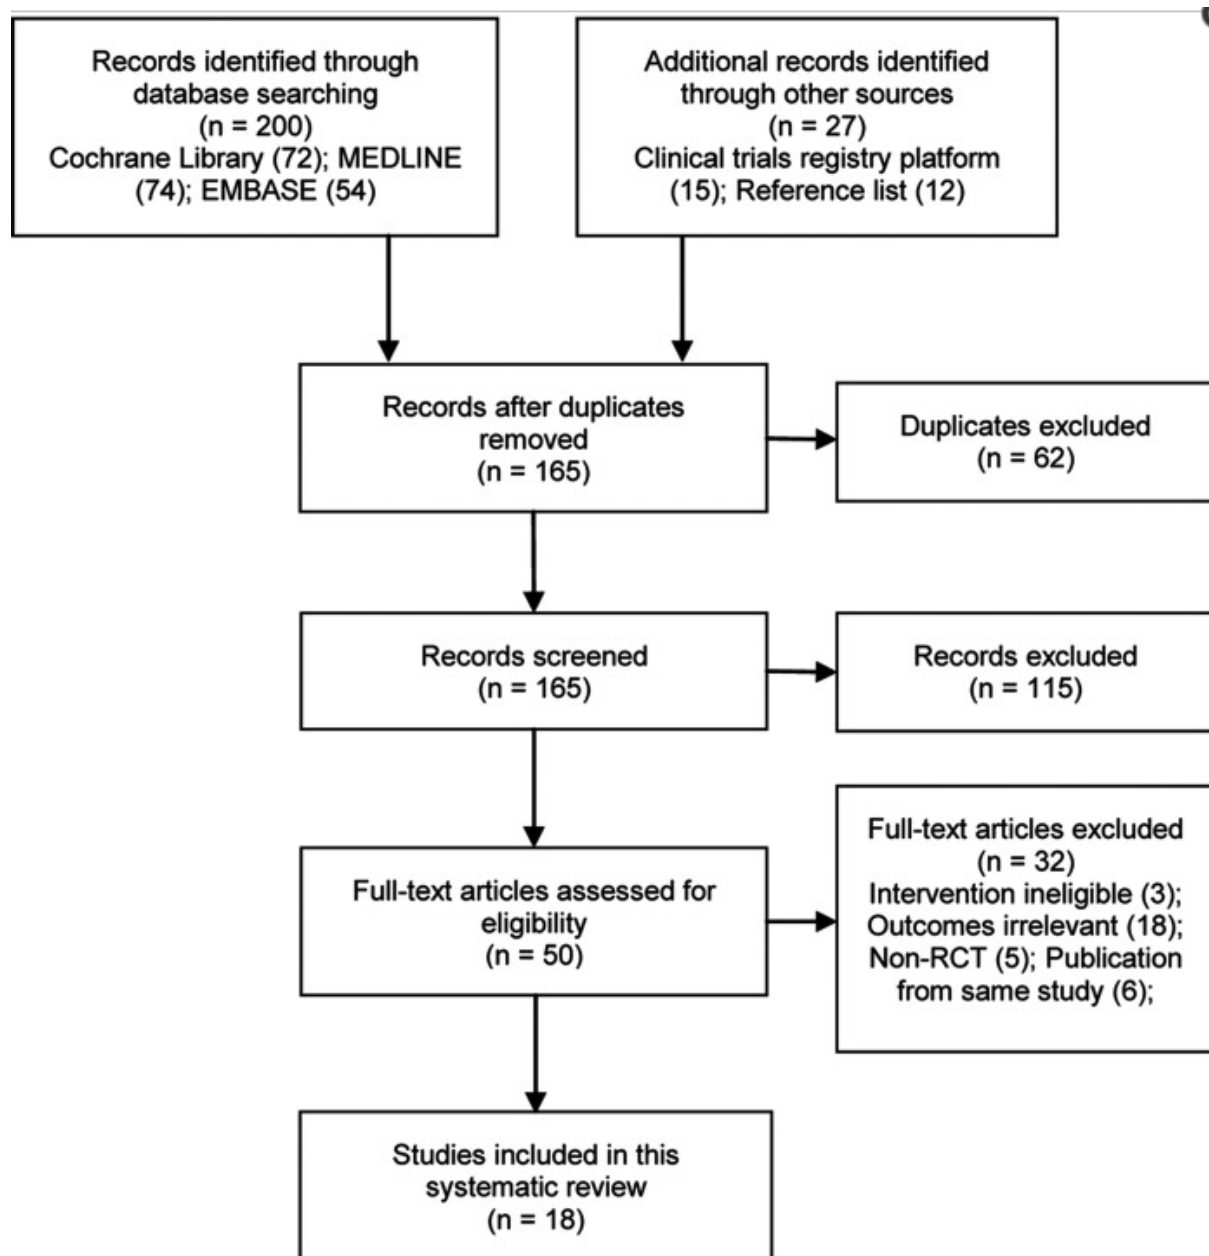 Records identified through
database searching
(n = 200)
Cochrane Library (72); MEDLINE
(74); EMBASE (54)
Additional records identified
through other sources
(n = 27)
Clinical trials registry platform
(15); Reference list (12)
Records after duplicates
removed
(n = 165)
Duplicates excluded
(n = 62)
Records screened
(n = 165)
Records excluded
(n = 115)
Full-text articles assessed for
eligibility
(n = 50)
Full-text articles excluded
(n = 32)
Intervention ineligible (3);
Outcomes irrelevant (18);
Non-RCT (5); Publication
from same study (6);
Studies included in this
systematic review
(n = 18)